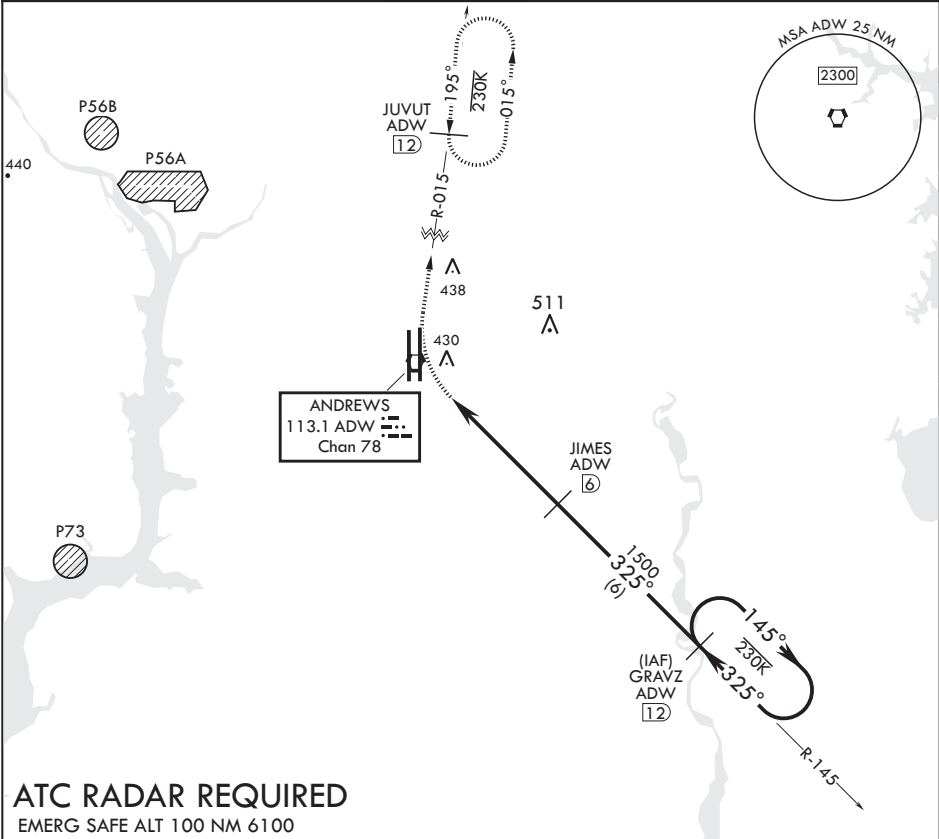 MSA ADW 25 NM
2300
195°
230K
015°
JUVUT
ADW
12
P56B
P56A
440
R-015
438
511
430
ANDREWS
113.1 ADW
Chan 78
JIMES
ADW
6
P73
1500
325°
(6)
145°
230K
325°
(IAF)
GRAVZ
ADW
12
R-145
ATC RADAR REQUIRED
EMERG SAFE ALT 100 NM 6100